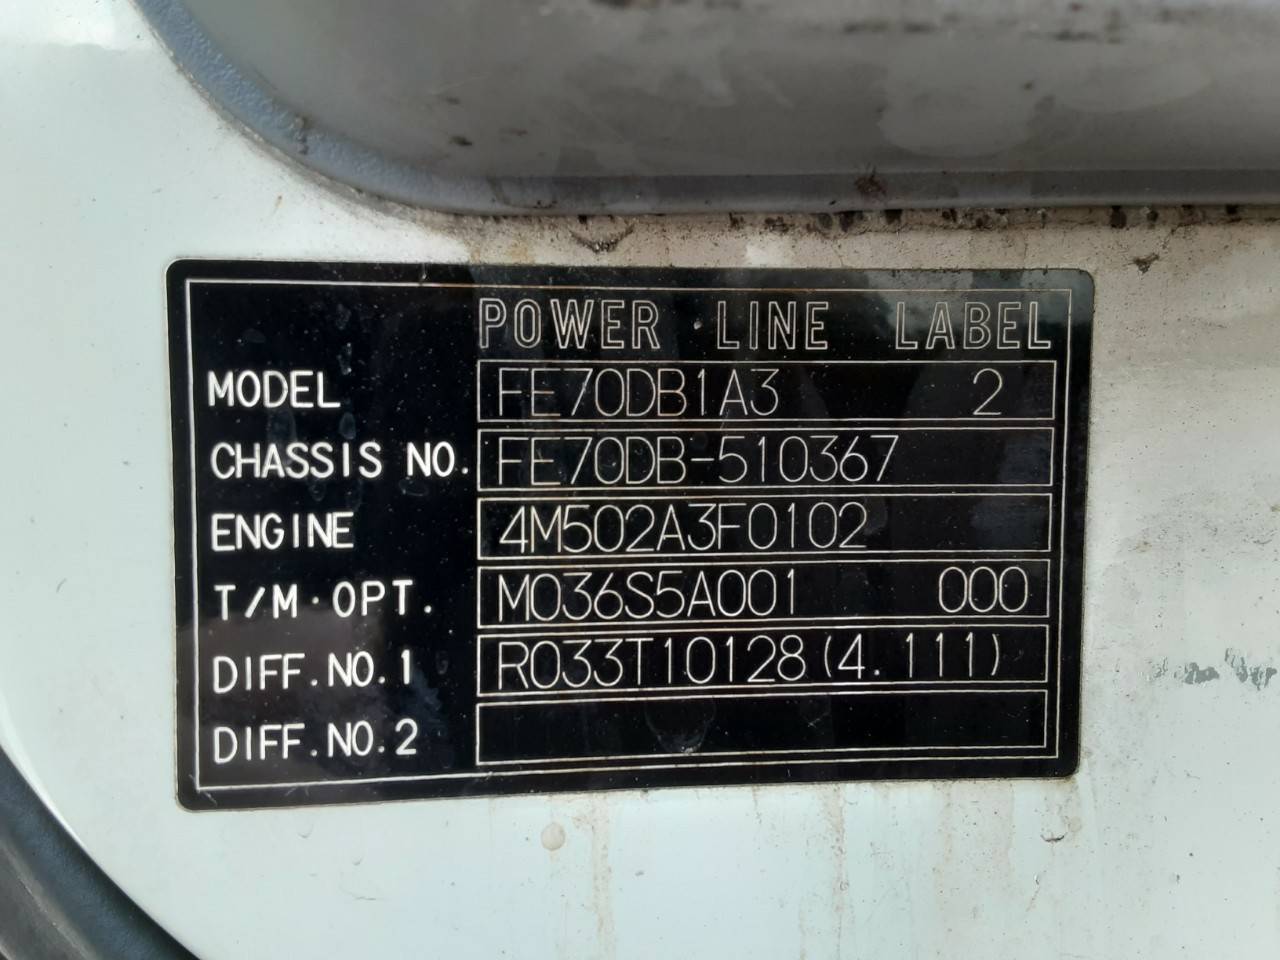 POWER LINE LABEL
MODEL FE70DB1A3 2
CHASSIS NO. FE70DB-510367
ENGINE 4M502A3F0102
T/M·OPT. M036S5A001 000
DIFF.NO.1 R033T10128(4.111)
DIFF.NO.2